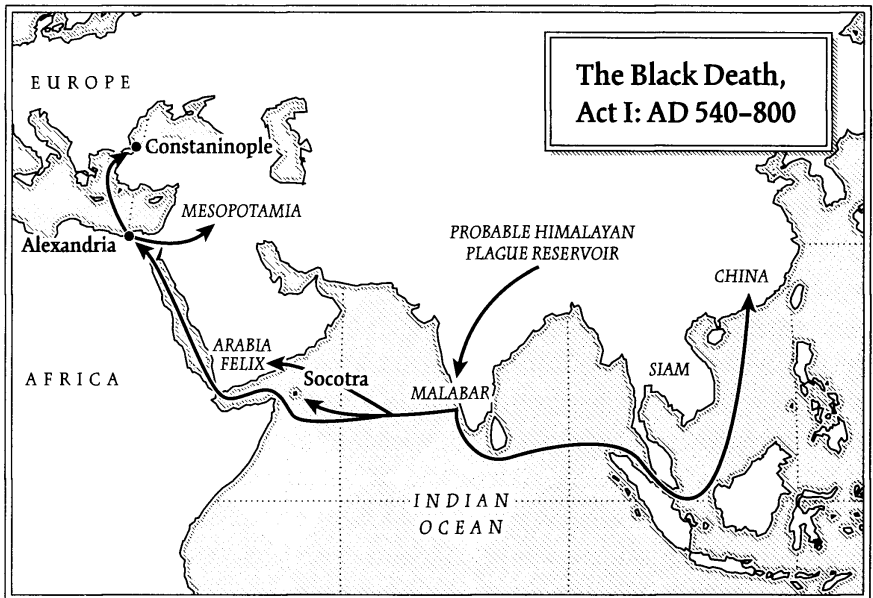 The Black Death,
Act I: AD 540–800
EUROPE
Constaninople
MESOPOTAMIA
Alexandria
PROBABLE HIMALAYAN
PLAGUE RESERVOIR
CHINA
ARABIA
FELIX
Socotra
AFRICA
MALABAR
SIAM
INDIAN
OCEAN